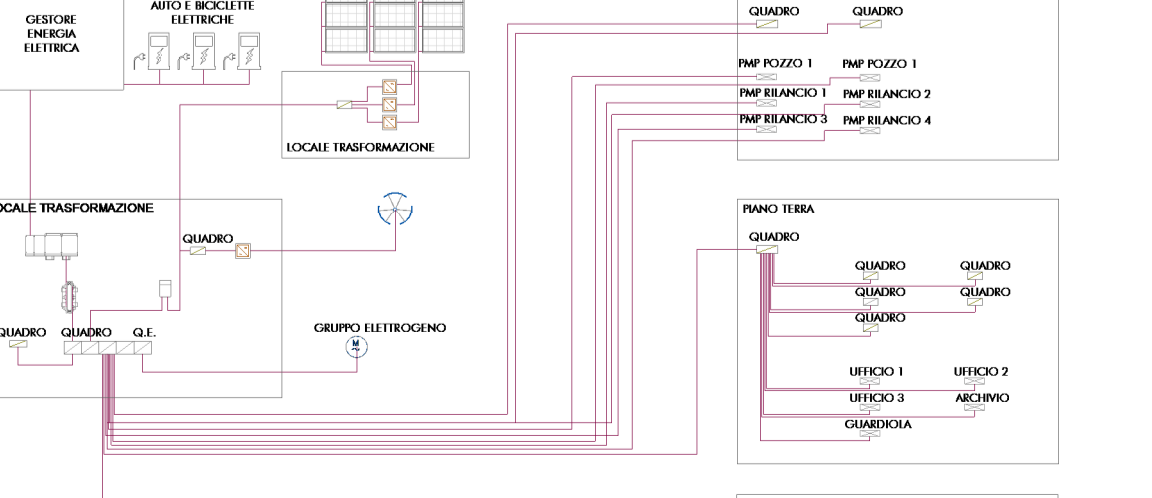 AUTO E BICICLETTE
ELETTRICHE
GESTORE
ENERGIA
ELETTRICA
QUADRO QUADRO
PMP POZZO 1 PMP POZZO 1
PMP RILANCIO 1 PMP RILANCIO 2
PMP RILANCIO 3 PMP RILANCIO 4
LOCALE TRASFORMAZIONE
OCALE TRASFORMAZIONE
QUADRO
PIANO TERRA
QUADRO
QUADRO QUADRO
QUADRO QUADRO
QUADRO
QUADRO QUADRO Q.E.
GRUPPO ELETTROGENO
M
UFFICIO 1 UFFICIO 2
UFFICIO 3 ARCHIVIO
GUARDIOLA